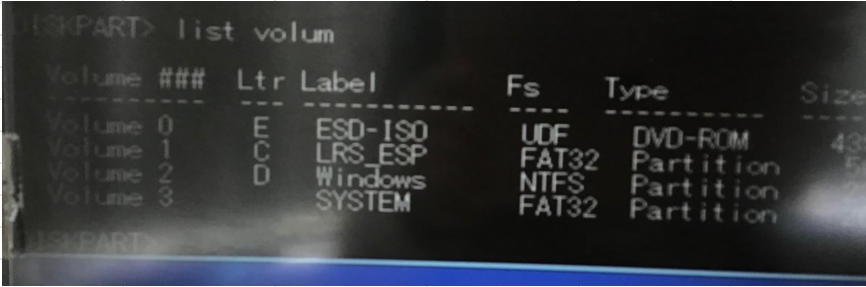 DISKPART> list volum
Volume ### Ltr Label Fs Type Size
---------- --- ----------- ----- ----------
Volume 0 E ESD-ISO UDF DVD-ROM
Volume 1 C LRS_ESP FAT32 Partition
Volume 2 D Windows NTFS Partition
Volume 3 SYSTEM FAT32 Partition
DISKPART>